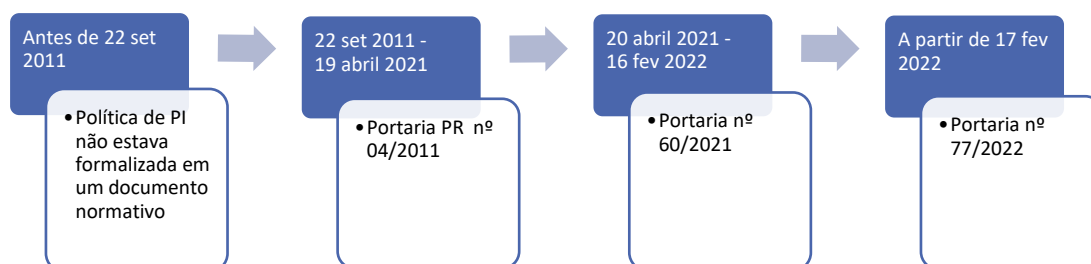 Antes de 22 set
2011
•Política de PI
não estava
formalizada em
um documento
normativo
22 set 2011 -
19 abril 2021
•Portaria PR nº
04/2011
20 abril 2021 -
16 fev 2022
•Portaria nº
60/2021
A partir de 17 fev
2022
•Portaria nº
77/2022